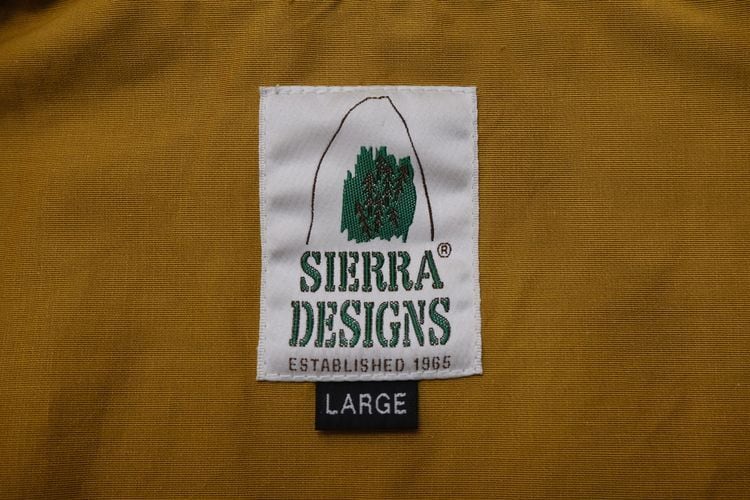 SIERRA®
DESIGNS
ESTABLISHED 1965
LARGE